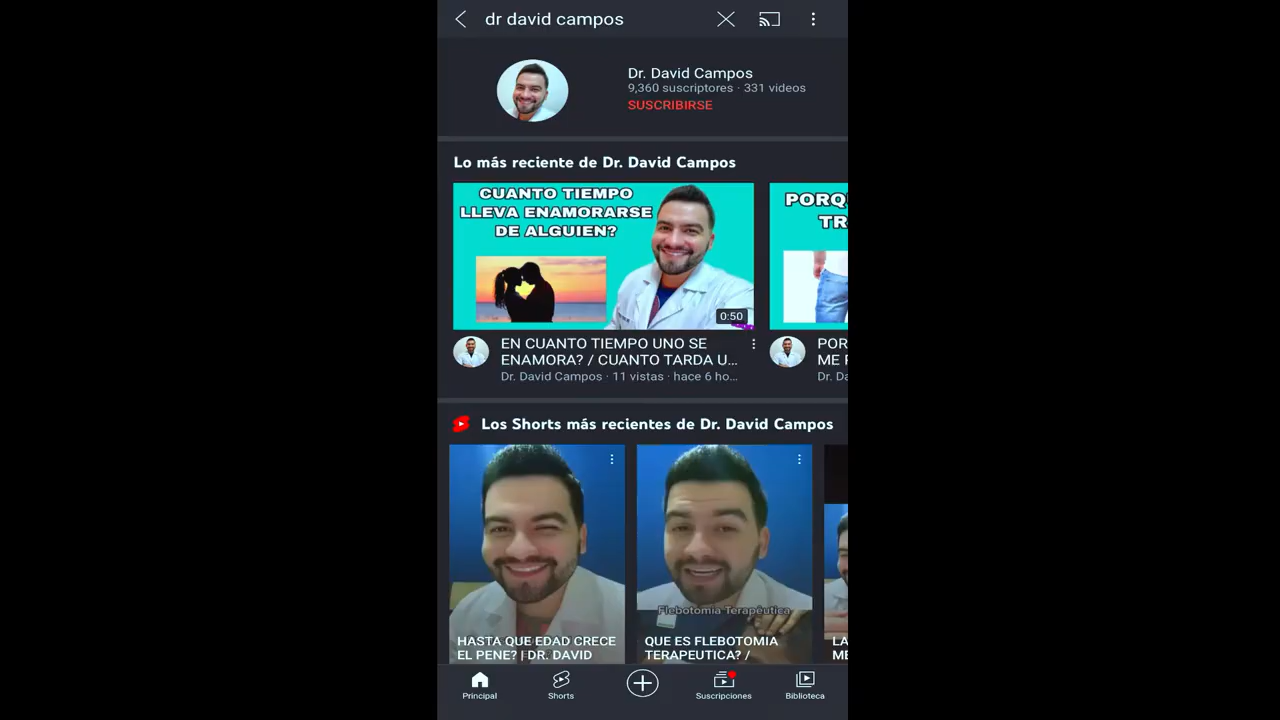 dr david campos
Dr. David Campos
9,360 suscriptores · 331 videos
SUSCRIBIRSE
Lo más reciente de Dr. David Campos
CUANTO TIEMPO
LLEVA ENAMORARSE
DE ALGUIEN?
0:50
PORQ
TR
EN CUANTO TIEMPO UNO SE
ENAMORA? / CUANTO TARDA U...
Dr. David Campos · 11 vistas · hace 6 ho...
POR
ME
Dr. Da
Los Shorts más recientes de Dr. David Campos
HASTA QUE EDAD CRECE
EL PENE? | DR. DAVID
Flebotomia Terapéutica
QUE ES FLEBOTOMIA
TERAPEUTICA? /
LA
ME
Principal
Shorts
Suscripciones
Biblioteca